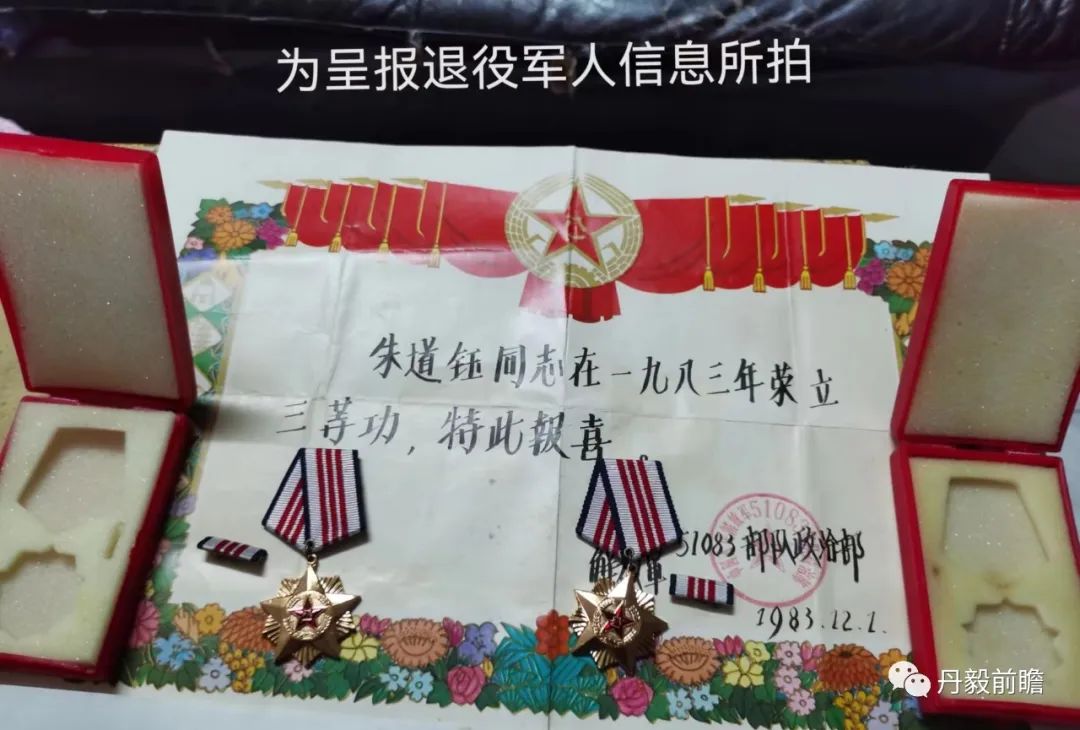 为呈报退役军人信息所拍
朱道钰同志在一九八三年荣立
三等功，特此报喜。
51083部队政治部
1983.12.1.
丹毅前瞻